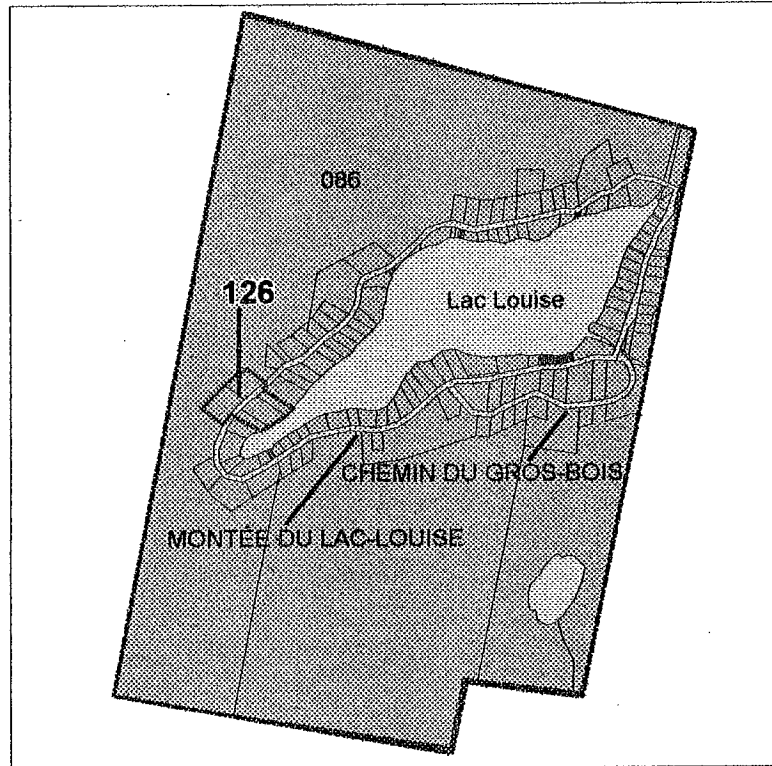 086
126
Lac Louise
CHEMIN DU GROS-BOIS
MONTÉE DU LAC-LOUISE